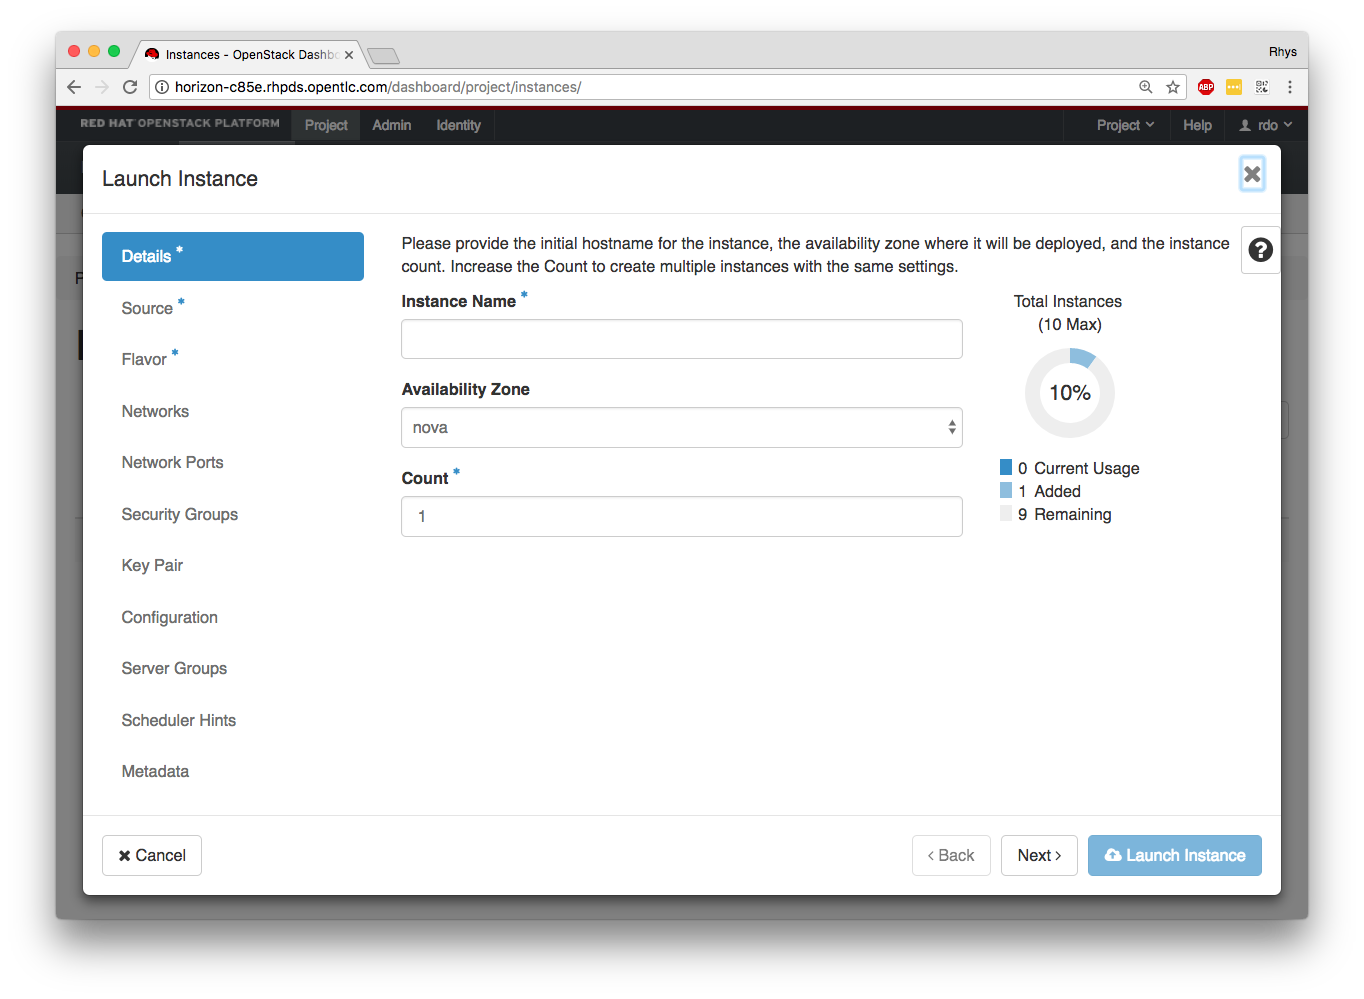 Instances - OpenStack Dashbo
Rhys
horizon-c85e.rhpds.opentlc.com/dashboard/project/instances/
ABP
RED HAT OPENSTACK PLATFORM
Project
Admin
Identity
Project
Help
rdo
Launch Instance
Details *
Source *
Flavor *
Networks
Network Ports
Security Groups
Key Pair
Configuration
Server Groups
Scheduler Hints
Metadata
Please provide the initial hostname for the instance, the availability zone where it will be deployed, and the instance
count. Increase the Count to create multiple instances with the same settings.
Instance Name *
Availability Zone
nova
Count *
1
Total Instances
(10 Max)
10%
0 Current Usage
1 Added
9 Remaining
Cancel
< Back
Next >
Launch Instance